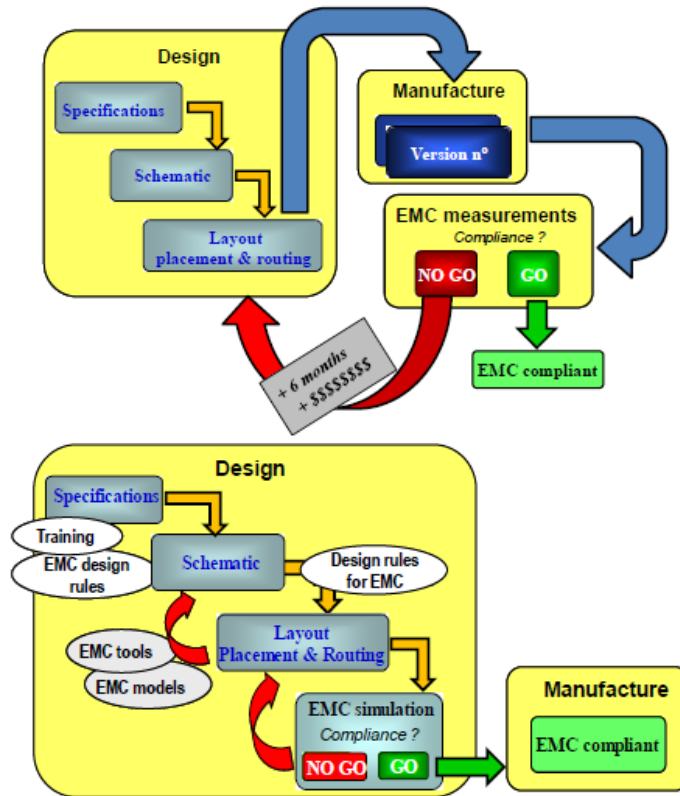 Design
Specifications
Schematic
Layout
placement & routing
Manufacture
Version n°
EMC measurements
Compliance ?
NO GO
GO
EMC compliant
+ 6 months
+ $$$$$$$$
Design
Specifications
Training
EMC design
rules
Schematic
Design rules
for EMC
Layout
Placement & Routing
EMC tools
EMC models
EMC simulation
Compliance ?
NO GO
GO
Manufacture
EMC compliant